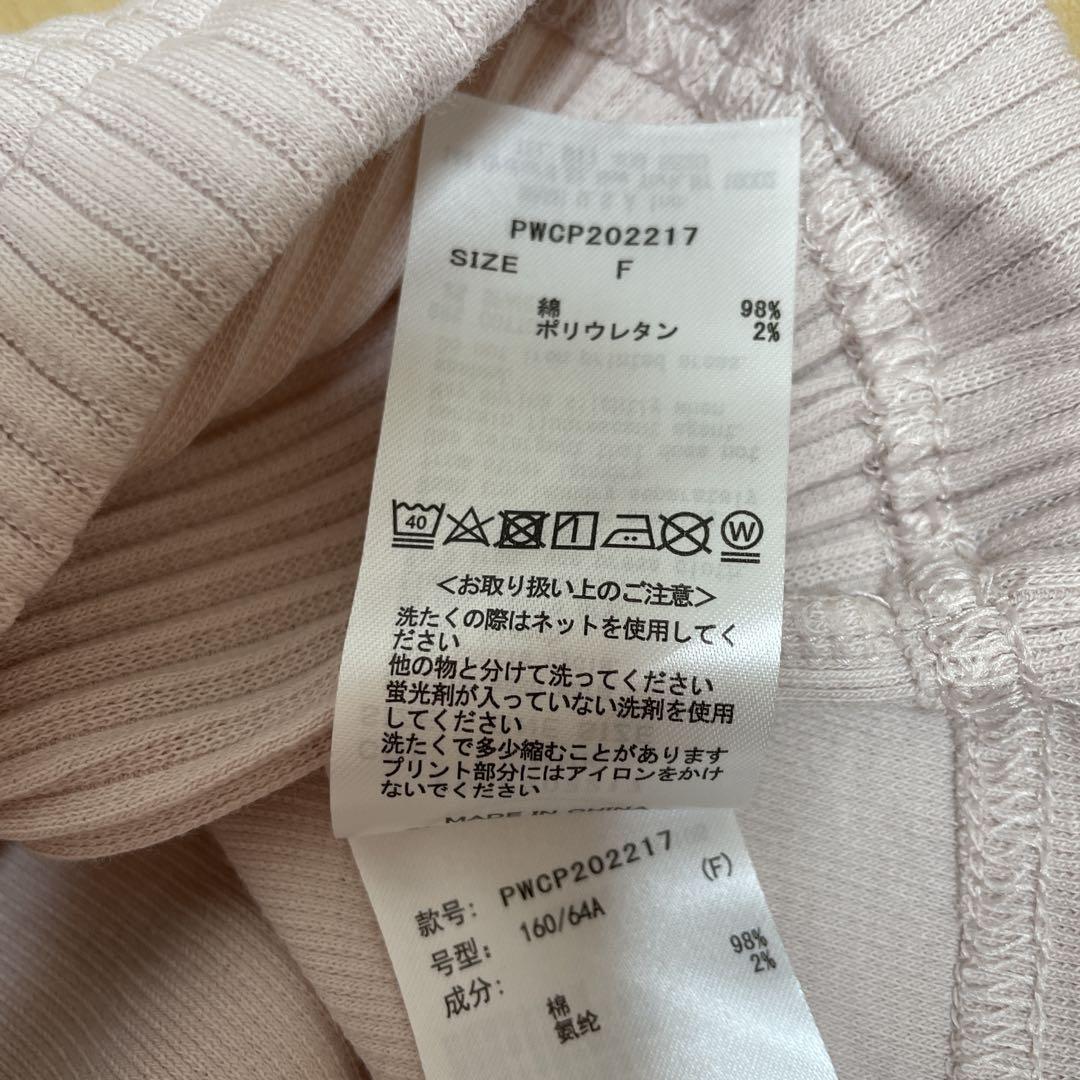 PWCP202217
SIZE F
綿 98%
ポリウレタン 2%
40
W
<お取り扱い上のご注意>
洗たくの際はネットを使用してく
ださい
他の物と分けて洗ってください
蛍光剤が入っていない洗剤を使用
してください
洗たくで多少縮むことがあります
プリント部分にはアイロンをかけ
ないでください
MADE IN CHINA
款号: PWCP202217
号型: 160/64A (F)
成分: 棉 98%
氨纶 2%